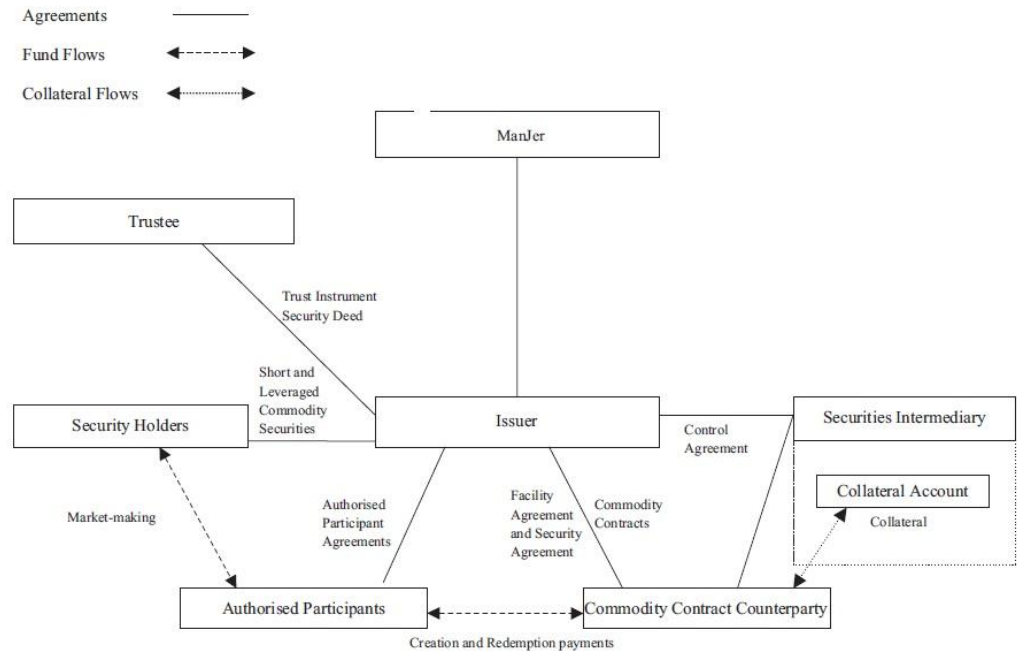 Agreements
Fund Flows
Collateral Flows
ManJer
Trustee
Trust Instrument
Security Deed
Short and
Leveraged
Commodity
Securities
Security Holders
Issuer
Securities Intermediary
Control
Agreement
Collateral Account
Collateral
Market-making
Authorised
Participant
Agreements
Facility
Agreement
and Security
Agreement
Commodity
Contracts
Authorised Participants
Commodity Contract Counterparty
Creation and Redemption payments